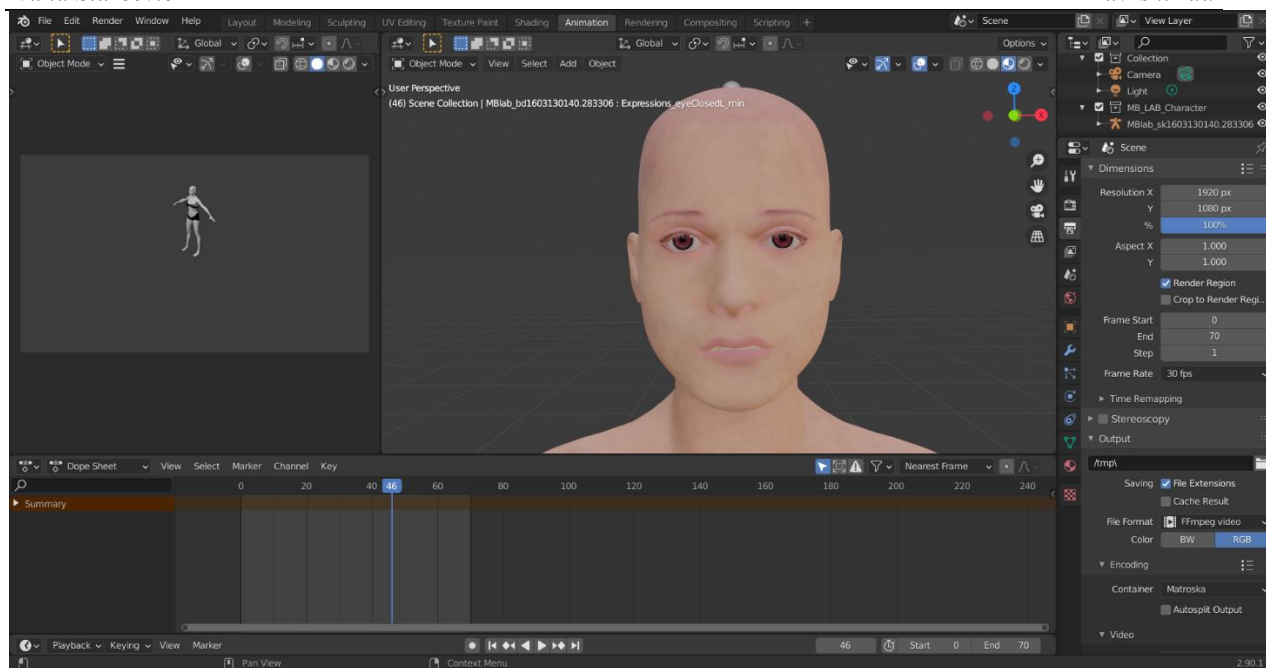 File Edit Render Window Help Layout Modeling Sculpting UV Editing Texture Paint Shading Animation Rendering Compositing Scripting + Scene View Layer
Global Global Options
Object Mode Object Mode View Select Add Object
User Perspective
(46) Scene Collection | MBlab_bd1603130140.283306 : Expressions_eyeClosedL_min
Z
X
Collection
Camera
Light
MB_LAB_Character
MBlab_sk1603130140.283306
Scene
Dimensions
Resolution X 1920 px
Y 1080 px
% 100%
Aspect X 1.000
Y 1.000
Render Region
Crop to Render Regi..
Frame Start 0
End 70
Step 1
Frame Rate 30 fps
Time Remapping
Stereoscopy
Output
/tmp\
Saving File Extensions
Cache Result
File Format FFmpeg video
Color BW RGB
Encoding
Container Matroska
Autosplit Output
Video
Dope Sheet View Select Marker Channel Key Nearest Frame
0 20 40 46 60 80 100 120 140 160 180 200 220 240
Summary
Playback Keying View Marker 46 Start 0 End 70
Pan View Context Menu 2.90.1